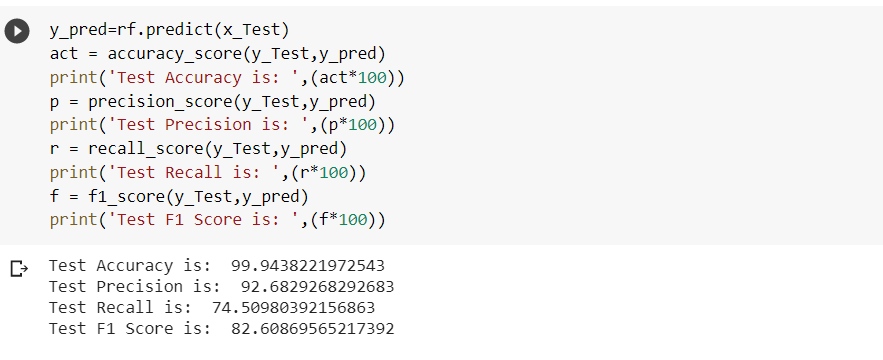 y_pred=rf.predict(x_Test)
act = accuracy_score(y_Test,y_pred)
print('Test Accuracy is: ',(act*100))
p = precision_score(y_Test,y_pred)
print('Test Precision is: ',(p*100))
r = recall_score(y_Test,y_pred)
print('Test Recall is: ',(r*100))
f = f1_score(y_Test,y_pred)
print('Test F1 Score is: ',(f*100))
Test Accuracy is:  99.9438221972543
Test Precision is:  92.6829268292683
Test Recall is:  74.50980392156863
Test F1 Score is:  82.60869565217392